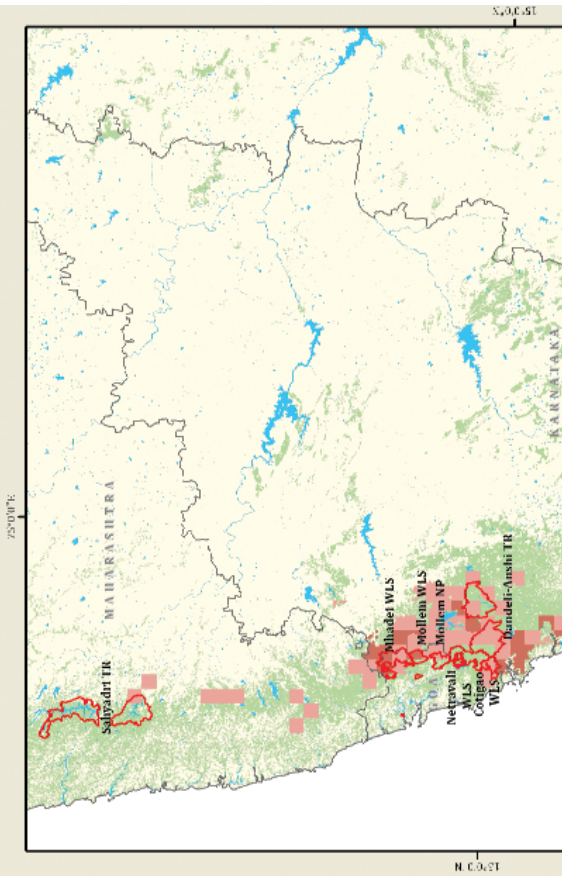 75°0'0"E
MAHARASHTRA
KARNATAKA
Sahyadri TR
Mhadei WLS
Mollem WLS
Mollem NP
Dandeli-Anshi TR
Netravali
WLS
Cotigao
WLS